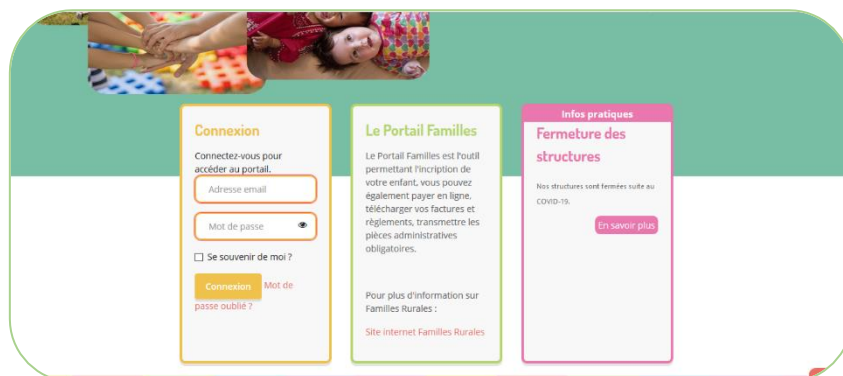 Connexion
Connectez-vous pour
accéder au portail.
Adresse email
Mot de passe
Se souvenir de moi ?
Connexion Mot de
passe oublié ?
Le Portail Familles
Le Portail Familles est l'outil
permettant l'incription de
votre enfant, vous pouvez
également payer en ligne,
télécharger vos factures et
règlements, transmettre les
pièces administratives
obligatoires.
Pour plus d'information sur
Familles Rurales :
Site internet Familles Rurales
Infos pratiques
Fermeture des
structures
Nos structures sont fermées suite au
COVID-19.
En savoir plus